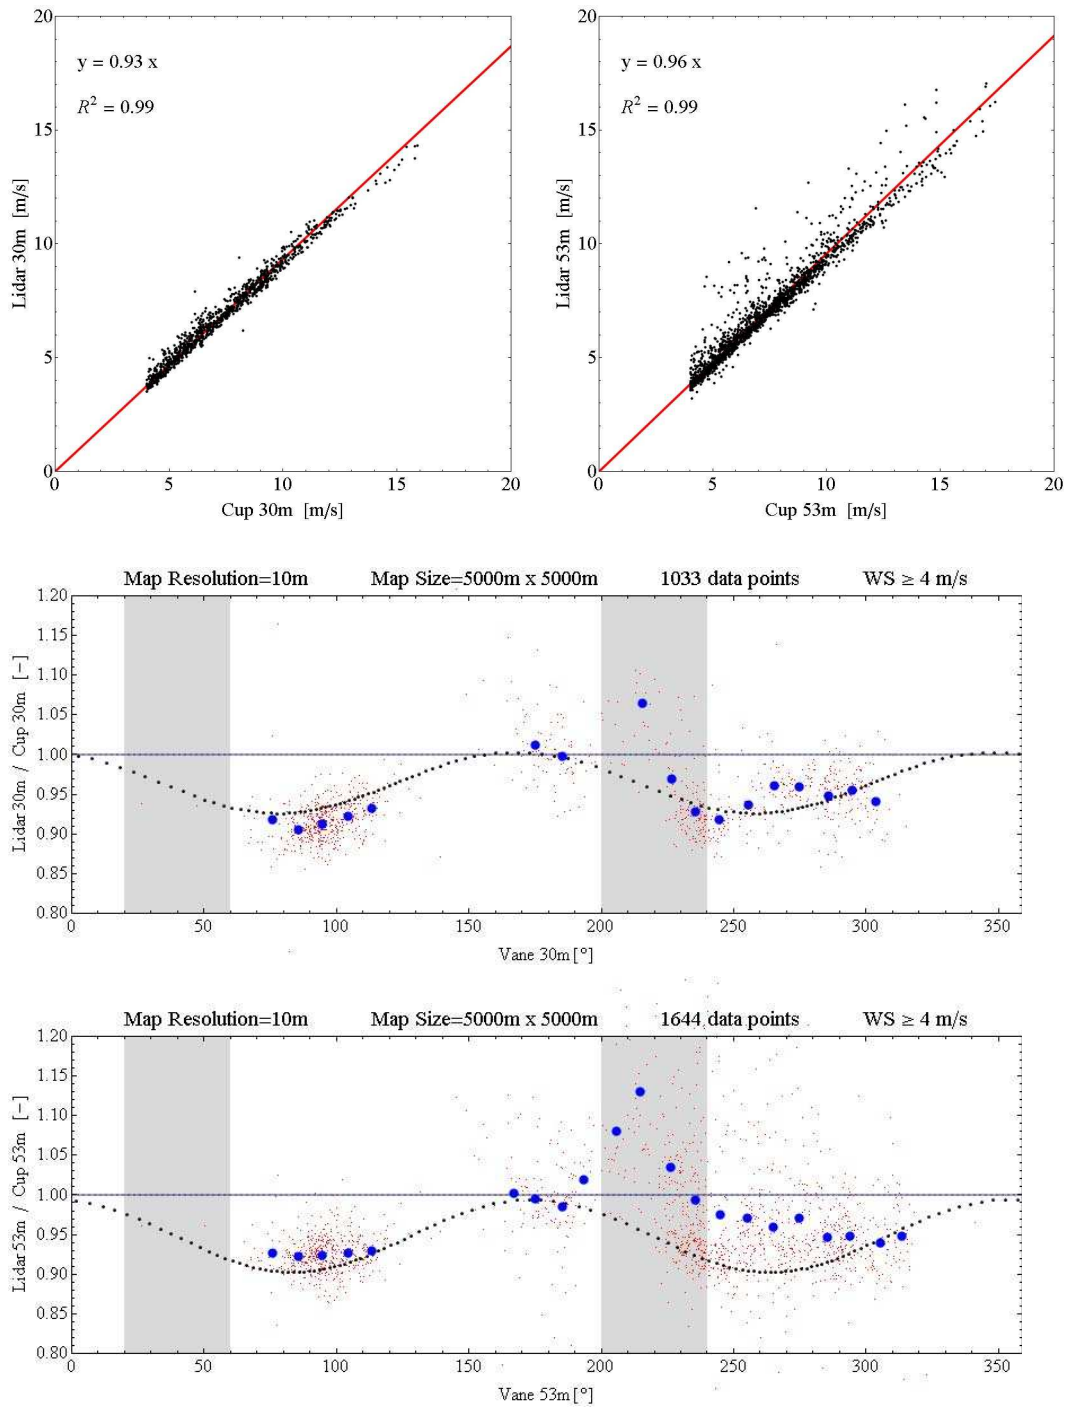 20
15
10
5
0
Lidar 30m [m/s]
y = 0.93 x
R² = 0.99
0 5 10 15 20
Cup 30m [m/s]
20
15
10
5
0
Lidar 53m [m/s]
y = 0.96 x
R² = 0.99
0 5 10 15 20
Cup 53m [m/s]
Map Resolution=10m Map Size=5000m x 5000m 1033 data points WS ≥ 4 m/s
1.20
1.15
1.10
1.05
1.00
0.95
0.90
0.85
0.80
Lidar 30m / Cup 30m [−]
0 50 100 150 200 250 300 350
Vane 30m [°]
Map Resolution=10m Map Size=5000m x 5000m 1644 data points WS ≥ 4 m/s
1.20
1.15
1.10
1.05
1.00
0.95
0.90
0.85
0.80
Lidar 53m / Cup 53m [−]
0 50 100 150 200 250 300 350
Vane 53m [°]